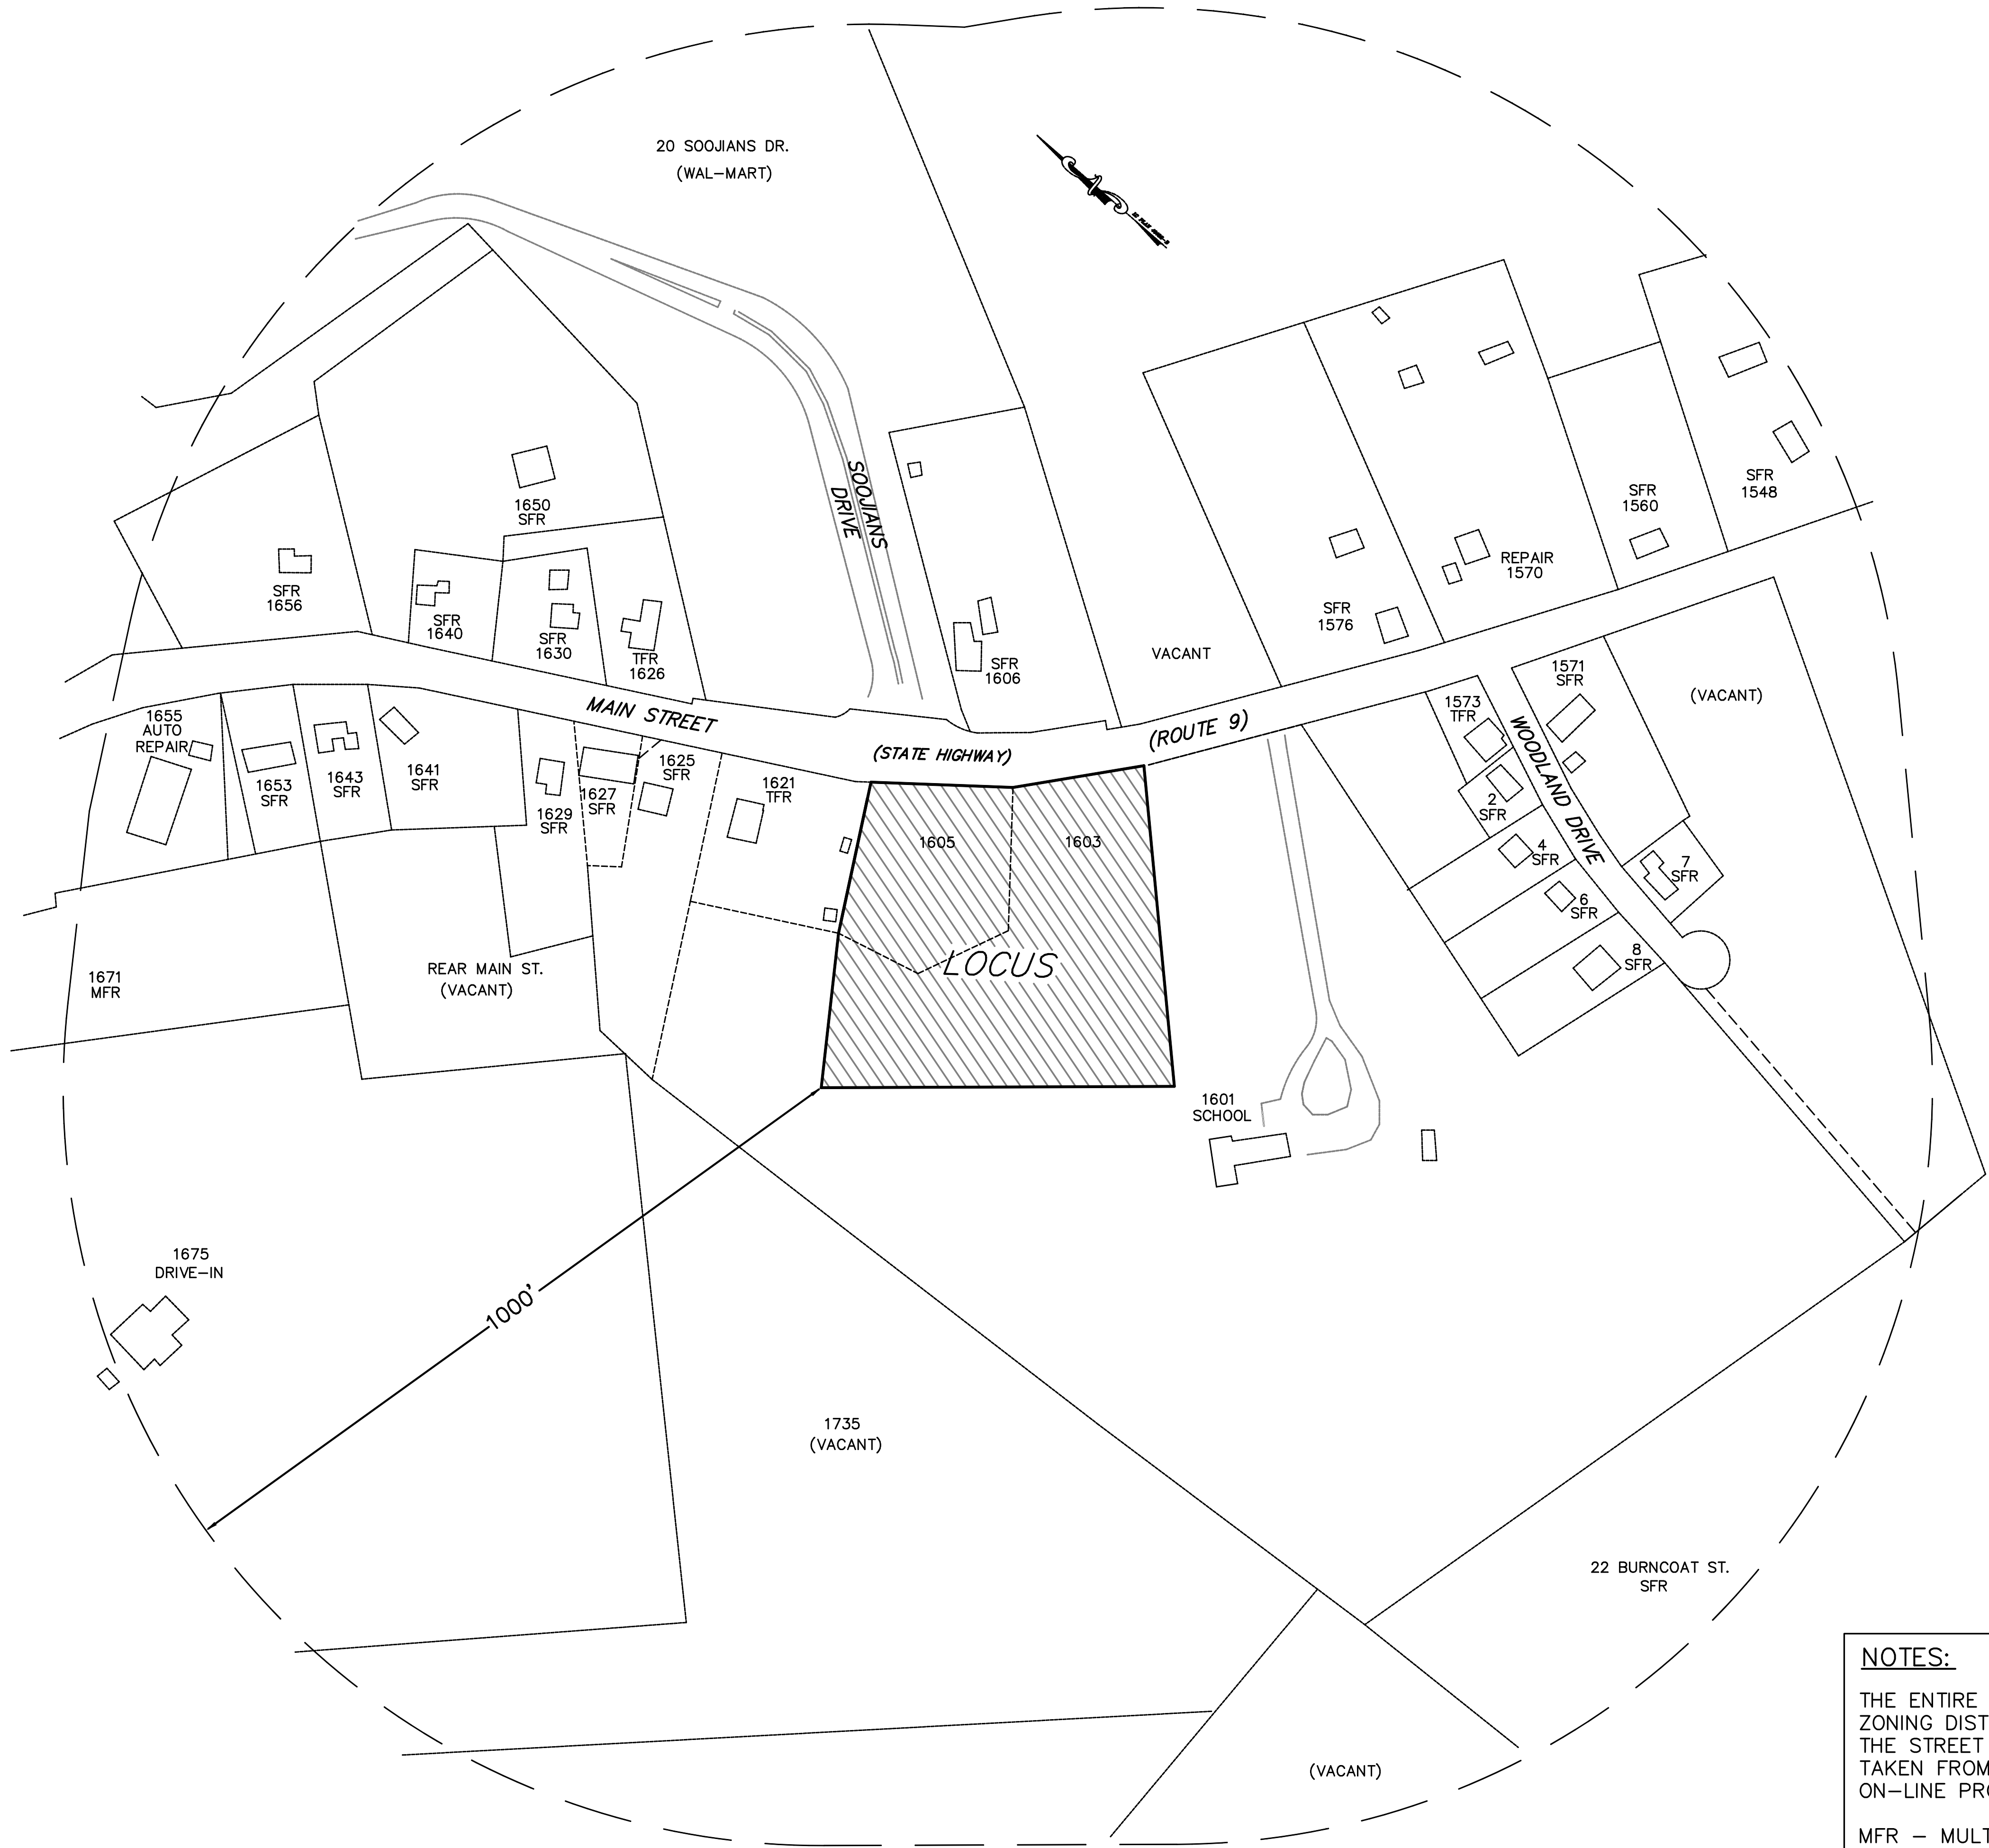 20 SOOJIANS DR.
(WAL-MART)
SOOJIANS
DRIVE
1650
SFR
SFR
1656
SFR
1640
SFR
1630
TFR
1626
SFR
1606
VACANT
SFR
1576
REPAIR
1570
SFR
1560
SFR
1548
MAIN STREET
(STATE HIGHWAY)
(ROUTE 9)
1655
AUTO
REPAIR
1653
SFR
1643
SFR
1641
SFR
1629
SFR
1627
SFR
1625
SFR
1621
TFR
1605
1603
LOCUS
1573
TFR
1571
SFR
(VACANT)
WOODLAND DRIVE
2
SFR
4
SFR
6
SFR
8
SFR
7
SFR
1671
MFR
REAR MAIN ST.
(VACANT)
1601
SCHOOL
1675
DRIVE-IN
1000'
1735
(VACANT)
22 BURNCOAT ST.
SFR
(VACANT)
NOTES:
THE ENTIRE
ZONING DIST
THE STREET
TAKEN FROM
ON-LINE PRO
MFR - MULT